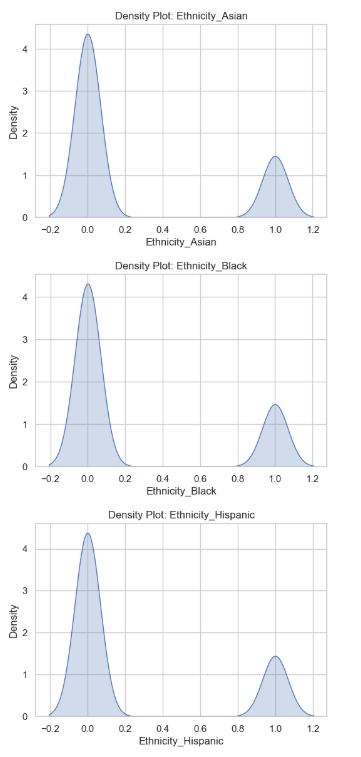 Density Plot: Ethnicity_Asian
4
3
2
1
0
Density
−0.2 0.0 0.2 0.4 0.6 0.8 1.0 1.2
Ethnicity_Asian
Density Plot: Ethnicity_Black
4
3
2
1
0
Density
−0.2 0.0 0.2 0.4 0.6 0.8 1.0 1.2
Ethnicity_Black
Density Plot: Ethnicity_Hispanic
4
3
2
1
0
Density
−0.2 0.0 0.2 0.4 0.6 0.8 1.0 1.2
Ethnicity_Hispanic